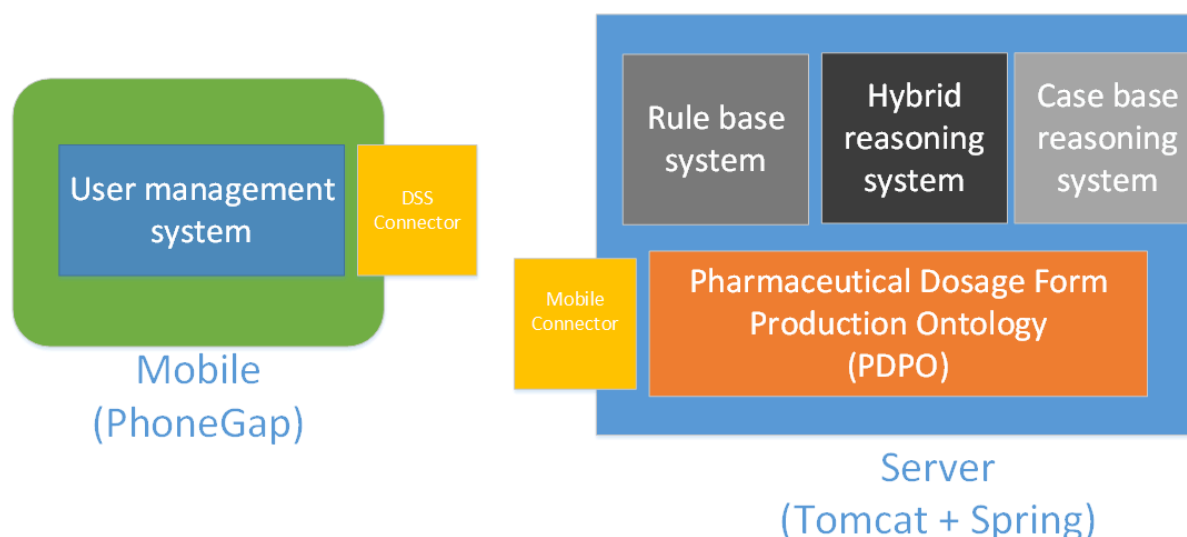 User management
system
DSS
Connector
Mobile
(PhoneGap)
Rule base
system
Hybrid
reasoning
system
Case base
reasoning
system
Mobile
Connector
Pharmaceutical Dosage Form
Production Ontology
(PDPO)
Server
(Tomcat + Spring)